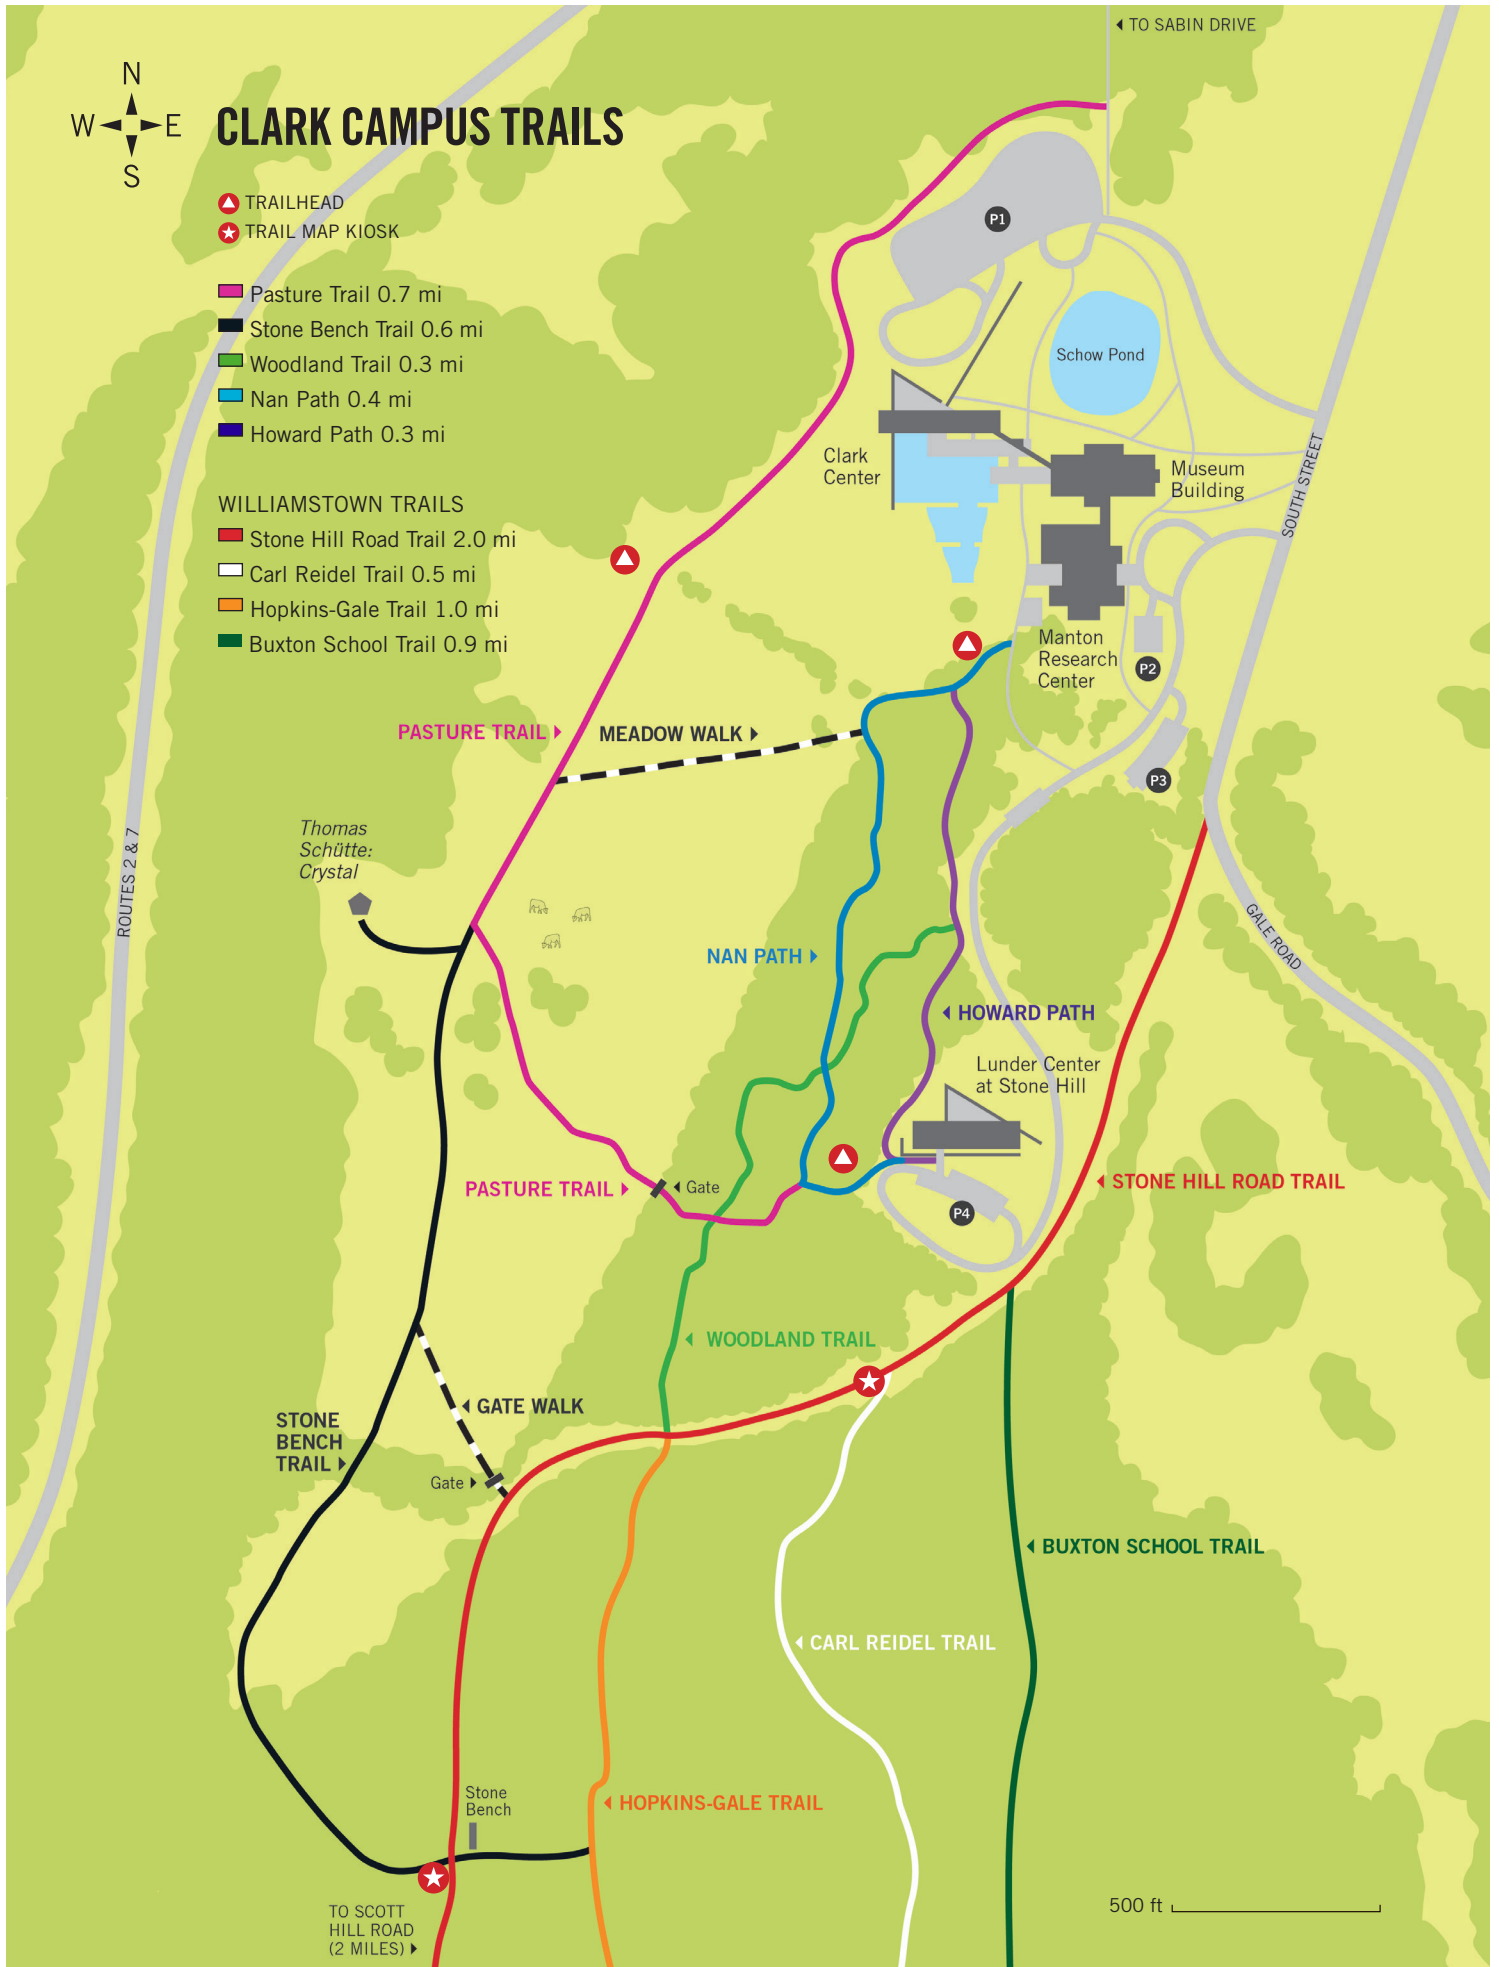 TO SABIN DRIVE
N
W E
S
CLARK CAMPUS TRAILS
TRAILHEAD
TRAIL MAP KIOSK
Pasture Trail 0.7 mi
Stone Bench Trail 0.6 mi
Woodland Trail 0.3 mi
Nan Path 0.4 mi
Howard Path 0.3 mi
WILLIAMSTOWN TRAILS
Stone Hill Road Trail 2.0 mi
Carl Reidel Trail 0.5 mi
Hopkins-Gale Trail 1.0 mi
Buxton School Trail 0.9 mi
P1
Schow Pond
Clark
Center
Museum
Building
SOUTH STREET
Manton
Research
Center
P2
P3
PASTURE TRAIL
MEADOW WALK
Thomas
Schütte:
Crystal
ROUTES 2 & 7
GALE ROAD
NAN PATH
HOWARD PATH
Lunder Center
at Stone Hill
PASTURE TRAIL
Gate
P4
STONE HILL ROAD TRAIL
WOODLAND TRAIL
GATE WALK
STONE
BENCH
TRAIL
Gate
BUXTON SCHOOL TRAIL
CARL REIDEL TRAIL
Stone
Bench
HOPKINS-GALE TRAIL
TO SCOTT
HILL ROAD
(2 MILES)
500 ft